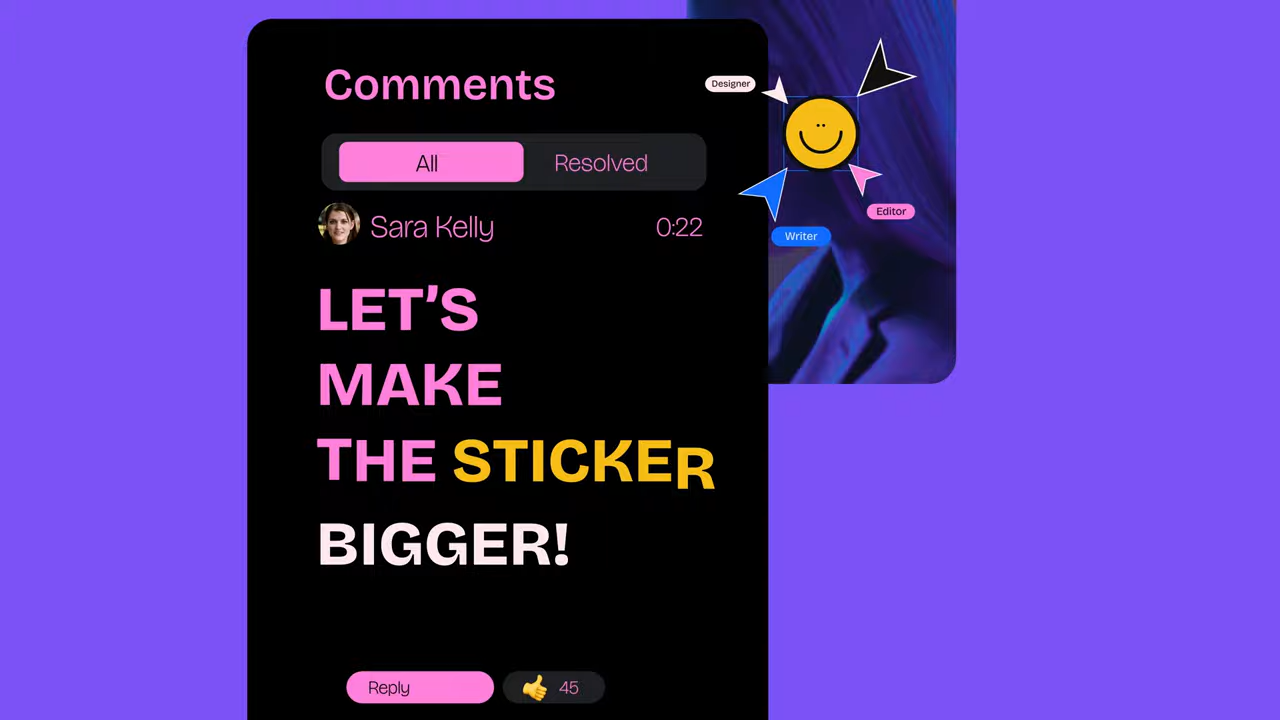 Comments
All
Resolved
Sara Kelly
0:22
LET’S
MAKE
THE STICKER
BIGGER!
Reply
45
Designer
Editor
Writer